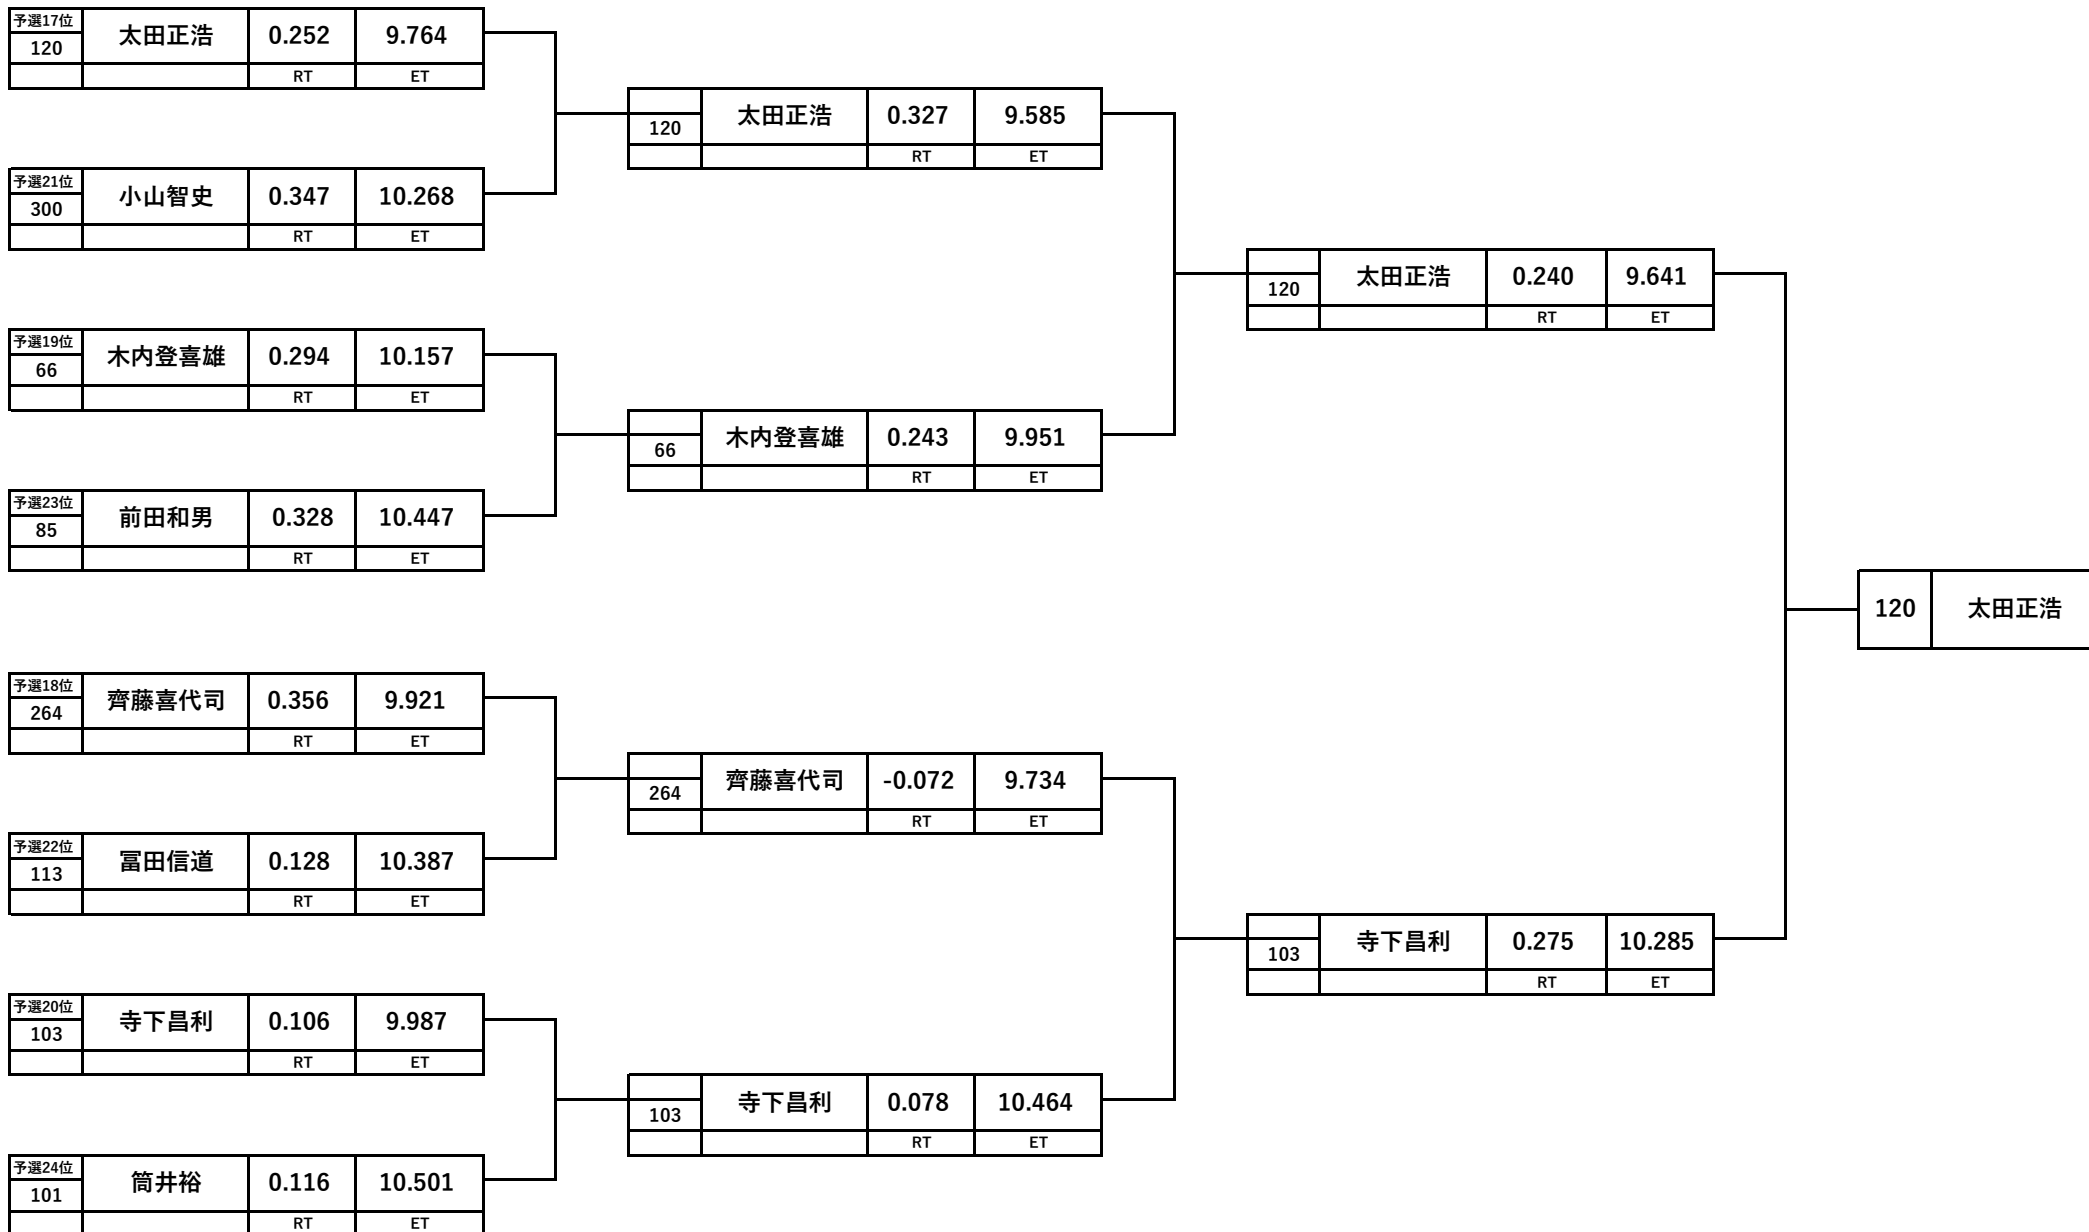 予選17位
120
太田正浩
0.252
9.764
RT
ET
予選21位
300
小山智史
0.347
10.268
RT
ET
予選19位
66
木内登喜雄
0.294
10.157
RT
ET
予選23位
85
前田和男
0.328
10.447
RT
ET
予選18位
264
齊藤喜代司
0.356
9.921
RT
ET
予選22位
113
冨田信道
0.128
10.387
RT
ET
予選20位
103
寺下昌利
0.106
9.987
RT
ET
予選24位
101
筒井裕
0.116
10.501
RT
ET
120
太田正浩
0.327
9.585
RT
ET
66
木内登喜雄
0.243
9.951
RT
ET
264
齊藤喜代司
-0.072
9.734
RT
ET
103
寺下昌利
0.078
10.464
RT
ET
120
太田正浩
0.240
9.641
RT
ET
103
寺下昌利
0.275
10.285
RT
ET
120
太田正浩